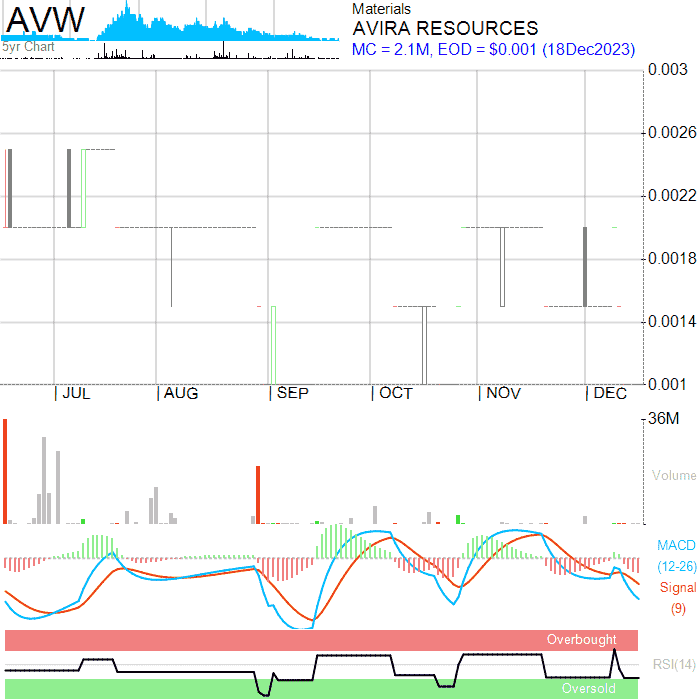 AVW
5yr Chart
Materials
AVIRA RESOURCES
MC = 2.1M, EOD = $0.001 (18Dec2023)
0.003
0.0026
0.0022
0.0018
0.0014
0.001
JUL AUG SEP OCT NOV DEC
36M
Volume
MACD
(12-26)
Signal
(9)
Overbought
RSI(14)
Oversold